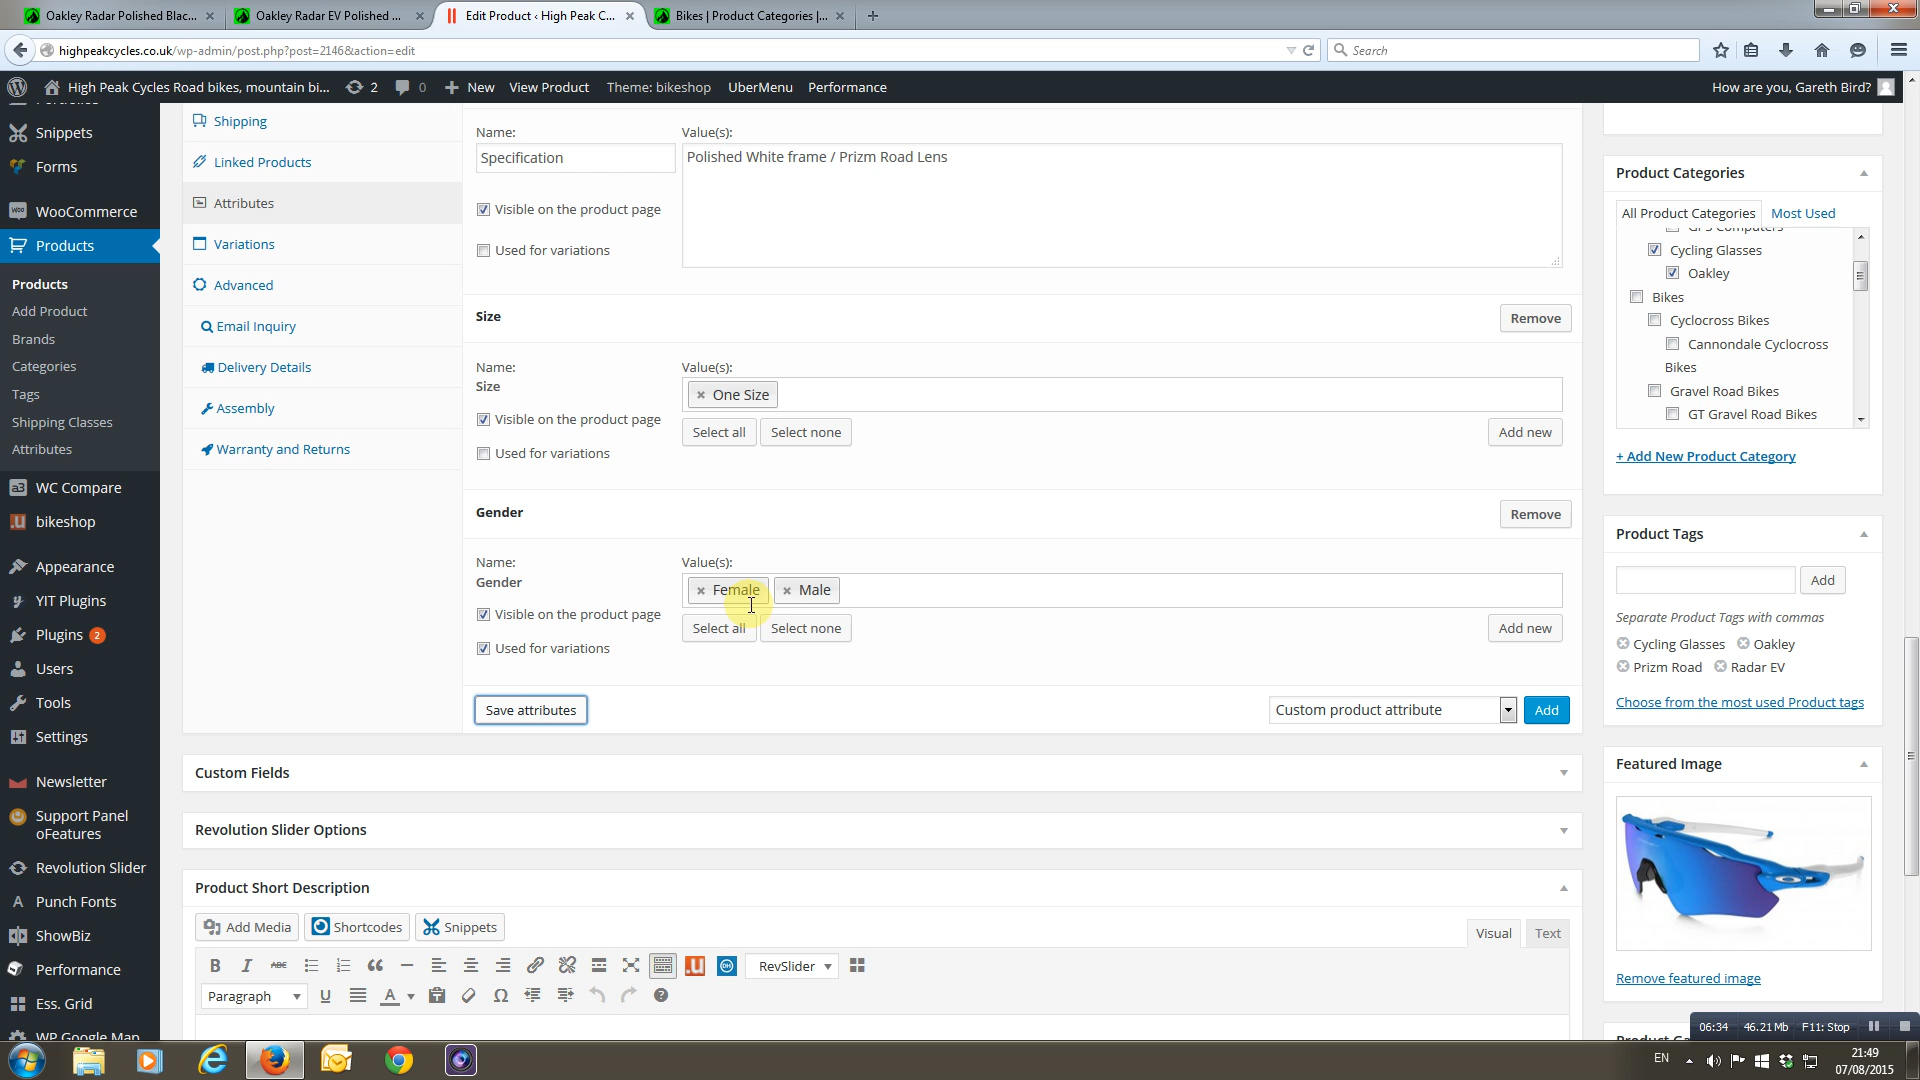 Oakley Radar Polished Blac...
Oakley Radar EV Polished ...
Edit Product ‹ High Peak C...
Bikes | Product Categories |...
highpeakcycles.co.uk/wp-admin/post.php?post=2146&action=edit
Search
High Peak Cycles Road bikes, mountain bi...
2
0
New
View Product
Theme: bikeshop
UberMenu
Performance
How are you, Gareth Bird?
Snippets
Forms
WooCommerce
Products
Products
Add Product
Brands
Categories
Tags
Shipping Classes
Attributes
WC Compare
bikeshop
Appearance
YIT Plugins
Plugins 2
Users
Tools
Settings
Newsletter
Support Panel
oFeatures
Revolution Slider
Punch Fonts
ShowBiz
Performance
Ess. Grid
WP Google Map
Shipping
Linked Products
Attributes
Variations
Advanced
Email Inquiry
Delivery Details
Assembly
Warranty and Returns
Name:
Value(s):
Specification
Polished White frame / Prizm Road Lens
Visible on the product page
Used for variations
Size
Remove
Name:
Value(s):
Size
× One Size
Visible on the product page
Select all
Select none
Add new
Used for variations
Gender
Remove
Name:
Value(s):
Gender
× Female
× Male
Visible on the product page
Select all
Select none
Add new
Used for variations
Save attributes
Custom product attribute
Add
Custom Fields
Revolution Slider Options
Product Short Description
Add Media
Shortcodes
Snippets
Visual
Text
B I ABC
RevSlider
Paragraph
U
A
Product Categories
All Product Categories
Most Used
GPS Computers
Cycling Glasses
Oakley
Bikes
Cyclocross Bikes
Cannondale Cyclocross
Bikes
Gravel Road Bikes
GT Gravel Road Bikes
+ Add New Product Category
Product Tags
Add
Separate Product Tags with commas
Cycling Glasses
Oakley
Prizm Road
Radar EV
Choose from the most used Product tags
Featured Image
Remove featured image
06:34
46.21Mb
F11: Stop
EN
21:49
07/08/2015